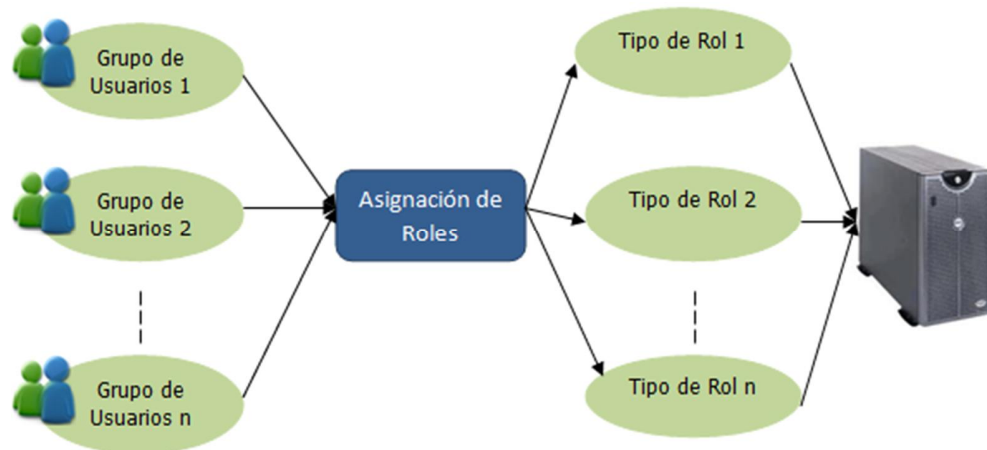 Grupo de
Usuarios 1
Tipo de Rol 1
Grupo de
Usuarios 2
Asignación de
Roles
Tipo de Rol 2
Grupo de
Usuarios n
Tipo de Rol n